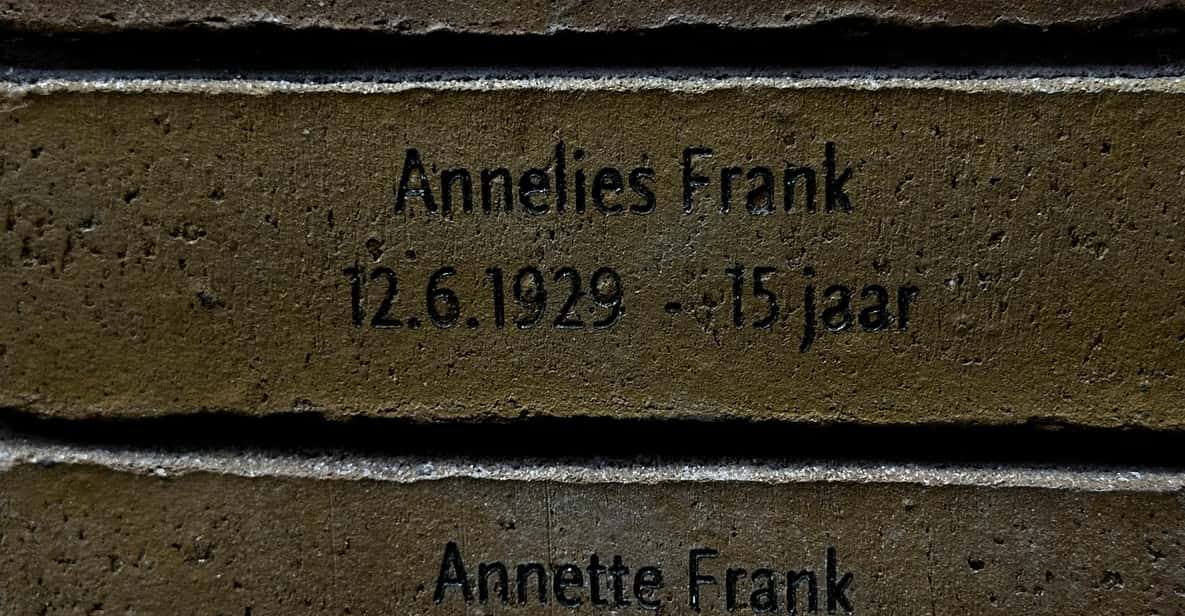 Annelies Frank
12.6.1929 - 15 jaar
Annette Frank